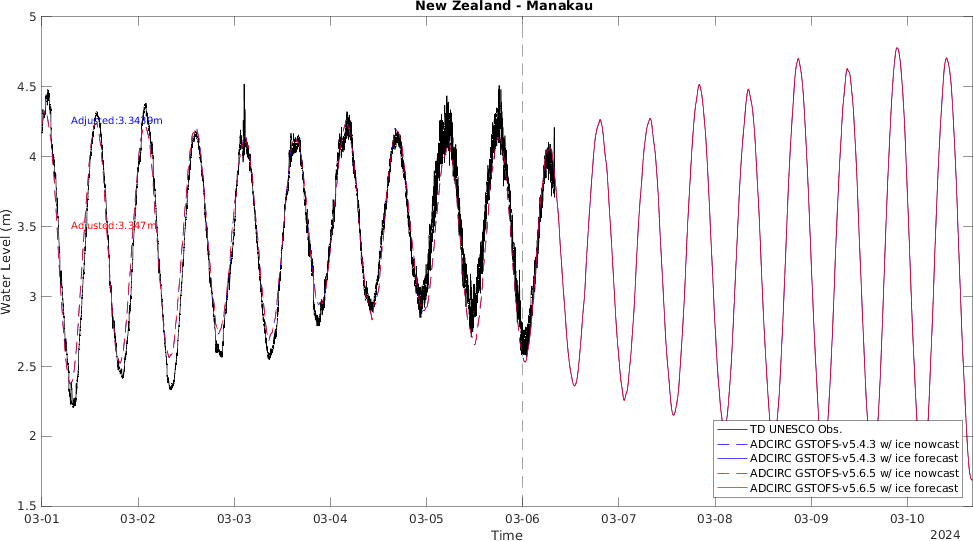 New Zealand - Manakau
5
4.5
4
3.5
3
2.5
2
1.5
Water Level (m)
Adjusted:3.347m
03-01
03-02
03-03
03-04
03-05
03-06
03-07
03-08
03-09
03-10
Time
2024
TD UNESCO Obs.
ADCIRC GSTOFS-v5.4.3 w/ ice nowcast
ADCIRC GSTOFS-v5.4.3 w/ ice forecast
ADCIRC GSTOFS-v5.6.5 w/ ice nowcast
ADCIRC GSTOFS-v5.6.5 w/ ice forecast